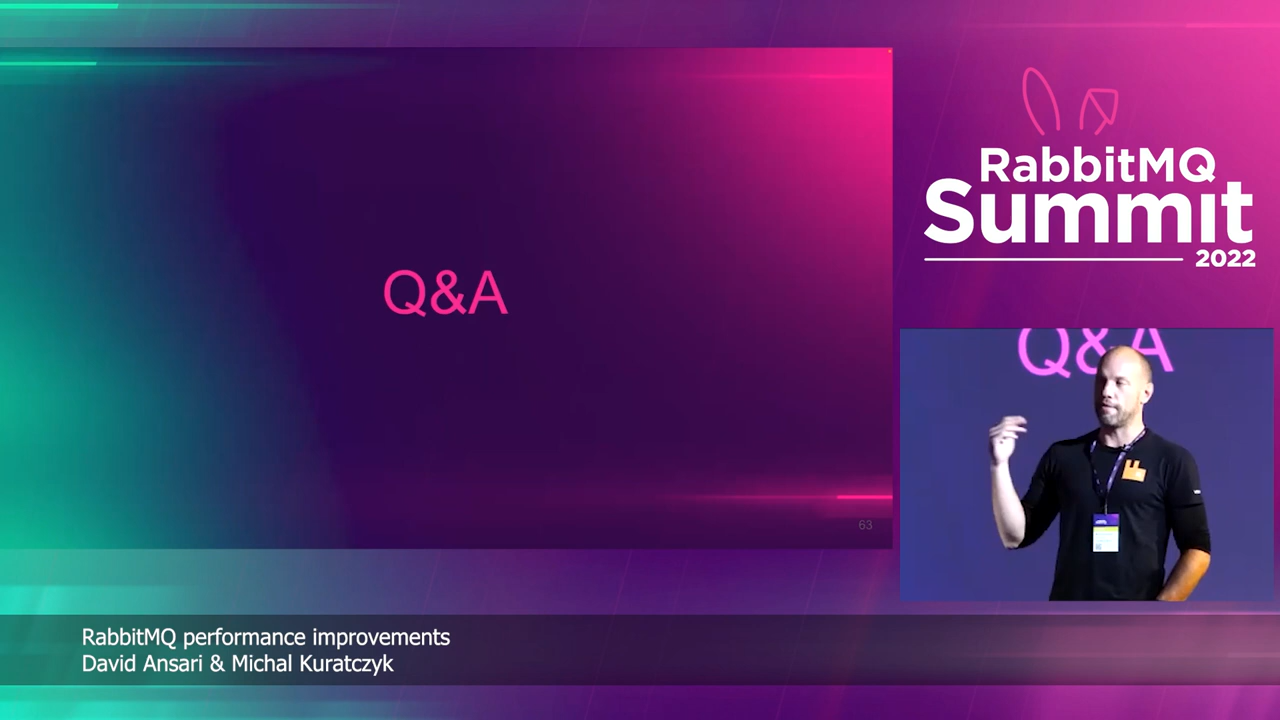 Q&A
63
RabbitMQ
Summit
2022
Q&A
RabbitMQ performance improvements
David Ansari & Michal Kuratczyk